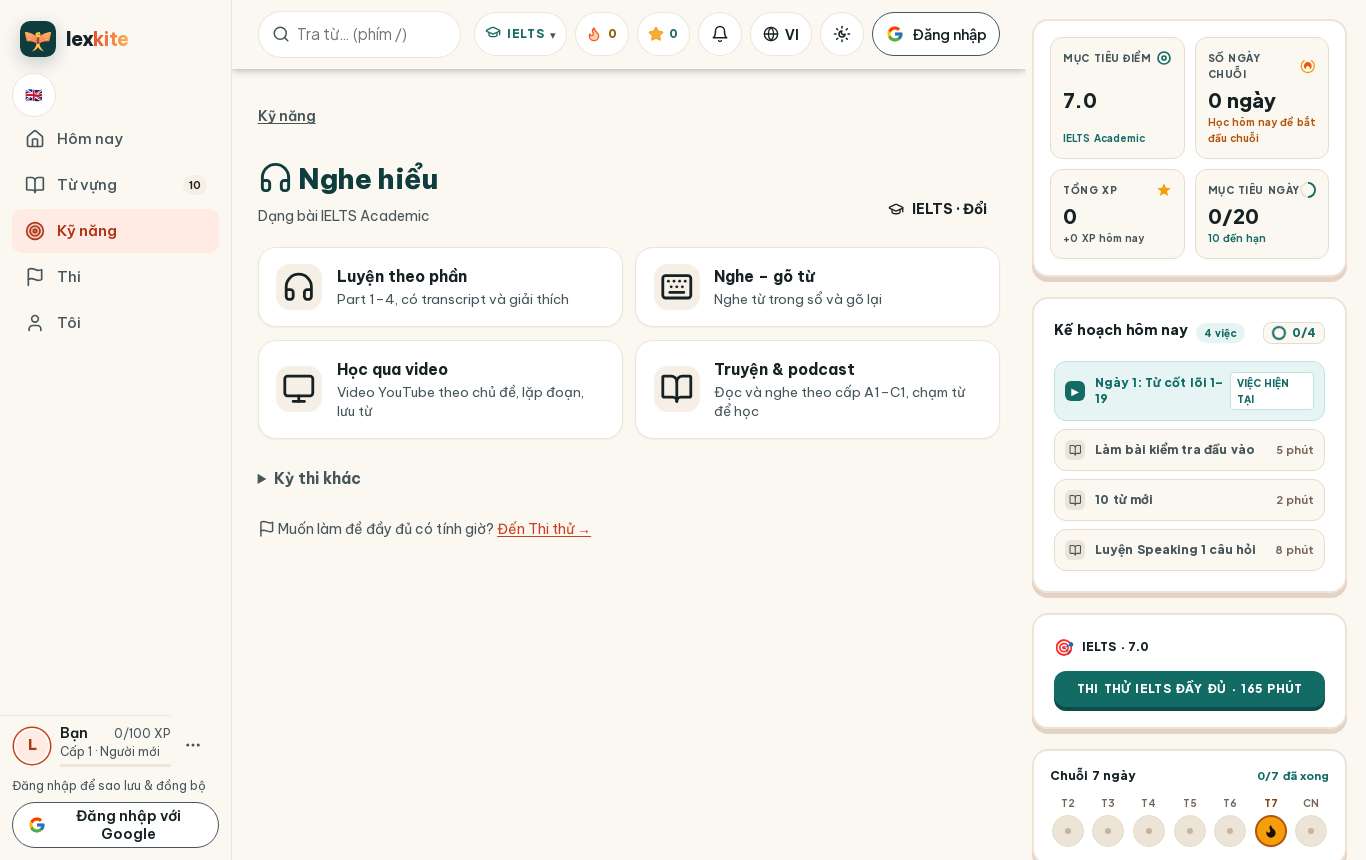 lexkite
Hôm nay
Từ vựng 10
Kỹ năng
Thi
Tôi
L
Bạn 0/100 XP
Cấp 1 · Người mới
Đăng nhập để sao lưu & đồng bộ
Đăng nhập với
Google
Tra từ... (phím /)
IELTS ▾
0
0
VI
Đăng nhập
Kỹ năng
Nghe hiểu
Dạng bài IELTS Academic
IELTS · Đổi
Luyện theo phần
Part 1–4, có transcript và giải thích
Nghe – gõ từ
Nghe từ trong sổ và gõ lại
Học qua video
Video YouTube theo chủ đề, lặp đoạn,
lưu từ
Truyện & podcast
Đọc và nghe theo cấp A1–C1, chạm từ
để học
Kỳ thi khác
Muốn làm đề đầy đủ có tính giờ? Đến Thi thử →
MỤC TIÊU ĐIỂM
7.0
IELTS Academic
SỐ NGÀY
CHUỖI
0 ngày
Học hôm nay để bắt
đầu chuỗi
TỔNG XP
0
+0 XP hôm nay
MỤC TIÊU NGÀY
0/20
10 đến hạn
Kế hoạch hôm nay 4 việc 0/4
Ngày 1: Từ cốt lõi 1–
19
VIỆC HIỆN
TẠI
Làm bài kiểm tra đầu vào 5 phút
10 từ mới 2 phút
Luyện Speaking 1 câu hỏi 8 phút
IELTS · 7.0
THI THỬ IELTS ĐẦY ĐỦ · 165 PHÚT
Chuỗi 7 ngày 0/7 đã xong
T2 T3 T4 T5 T6 T7 CN